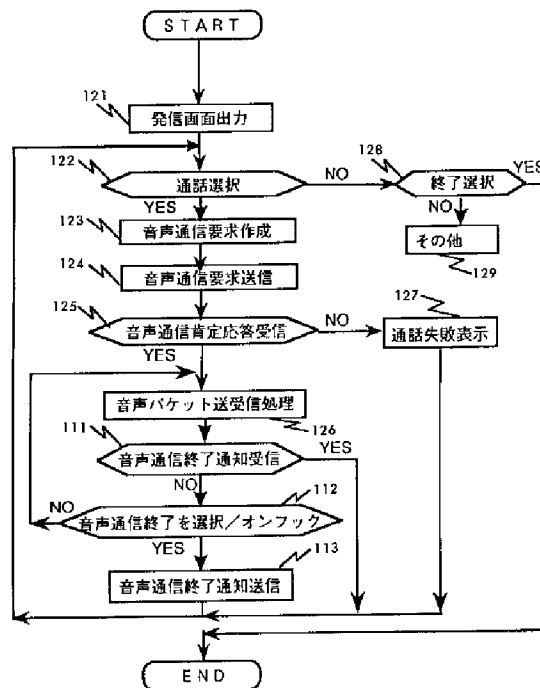 START
121
発信画面出力
122
通話選択
NO
128
終了選択
YES
YES
NO
123
音声通信要求作成
その他
129
124
音声通信要求送信
125
音声通信肯定応答受信
NO
127
通話失敗表示
YES
音声パケット送受信処理
126
111
音声通信終了通知受信
YES
NO
112
NO
音声通信終了を選択／オンフック
YES
113
音声通信終了通知送信
END